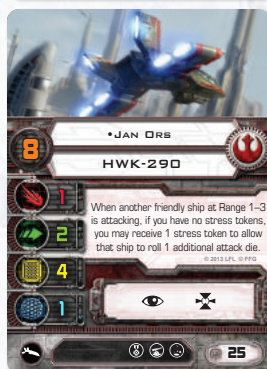 •JAN ORS
8
HWK-290
1
2
4
1
When another friendly ship at Range 1–3
is attacking, if you have no stress tokens,
you may receive 1 stress token to allow
that ship to roll 1 additional attack die.
© 2013 LFL © FFG
25